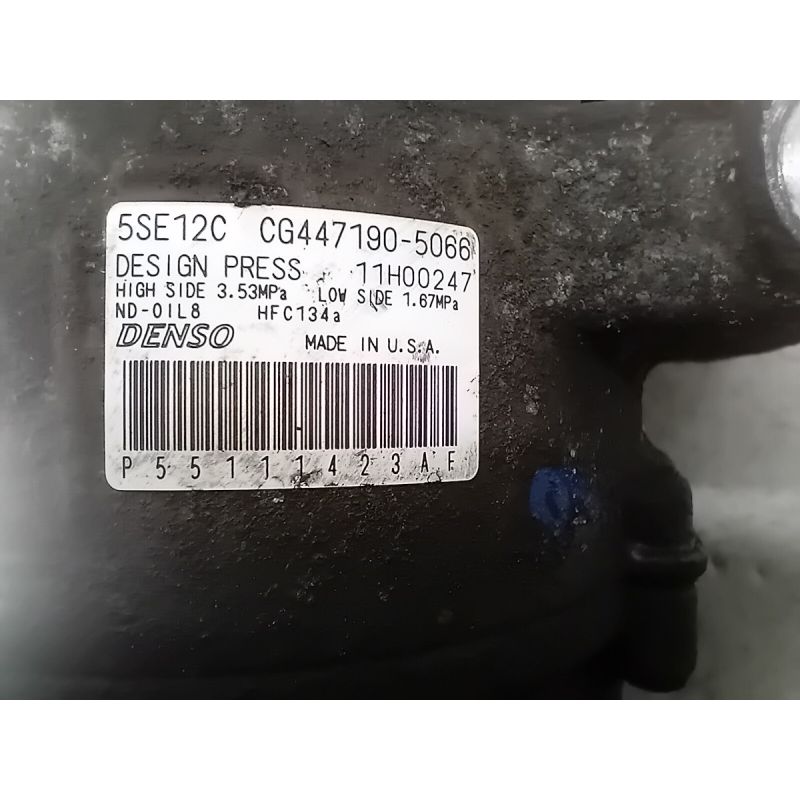 5SE12C CG447190-5066
DESIGN PRESS 11H00247
HIGH SIDE 3.53MPa LOW SIDE 1.67MPa
ND-OIL8 HFC134a
DENSO MADE IN U.S.A.
P55111423AF